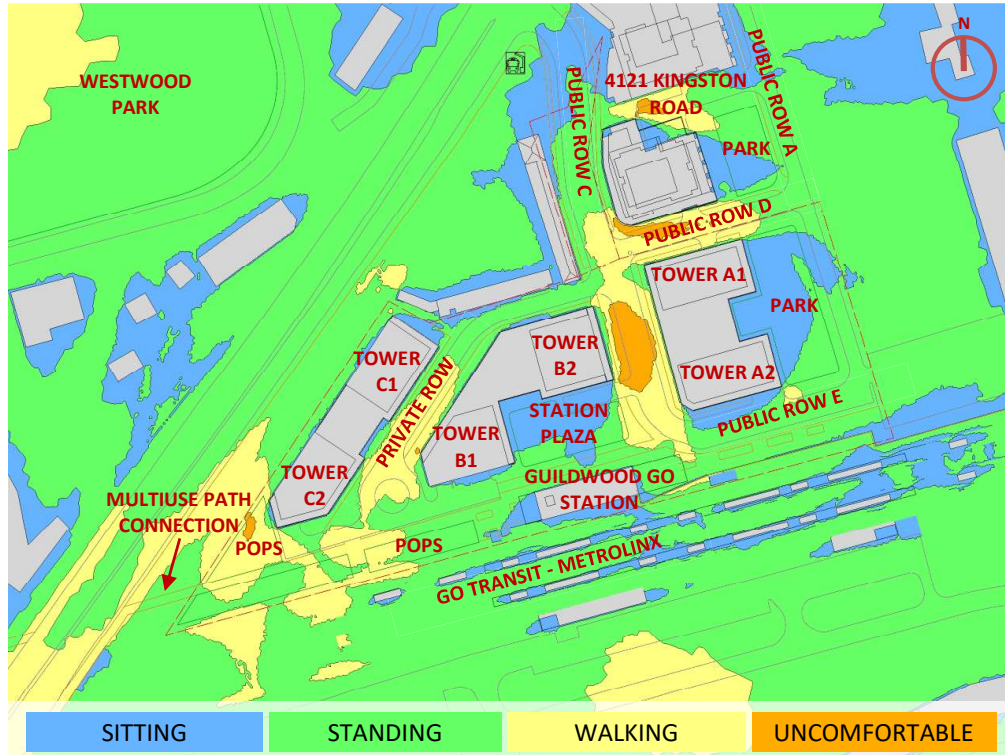 N
WESTWOOD
PARK
PUBLIC ROW C
4121 KINGSTON
ROAD
PUBLIC ROW A
PARK
PUBLIC ROW D
TOWER A1
PARK
TOWER
C1
PRIVATE ROW
TOWER
B2
TOWER A2
STATION
PLAZA
PUBLIC ROW E
TOWER
B1
TOWER
C2
GUILDWOOD GO
STATION
MULTIUSE PATH
CONNECTION
POPS
POPS
GO TRANSIT - METROLINX
SITTING
STANDING
WALKING
UNCOMFORTABLE